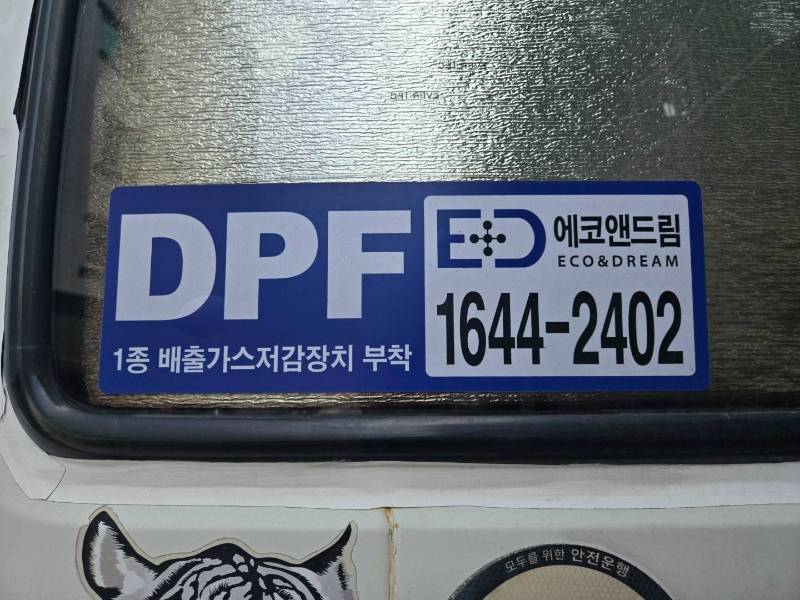 DPF
1종 배출가스저감장치 부착
ED 에코앤드림
ECO&DREAM
1644-2402
모두를 위한 안전운행